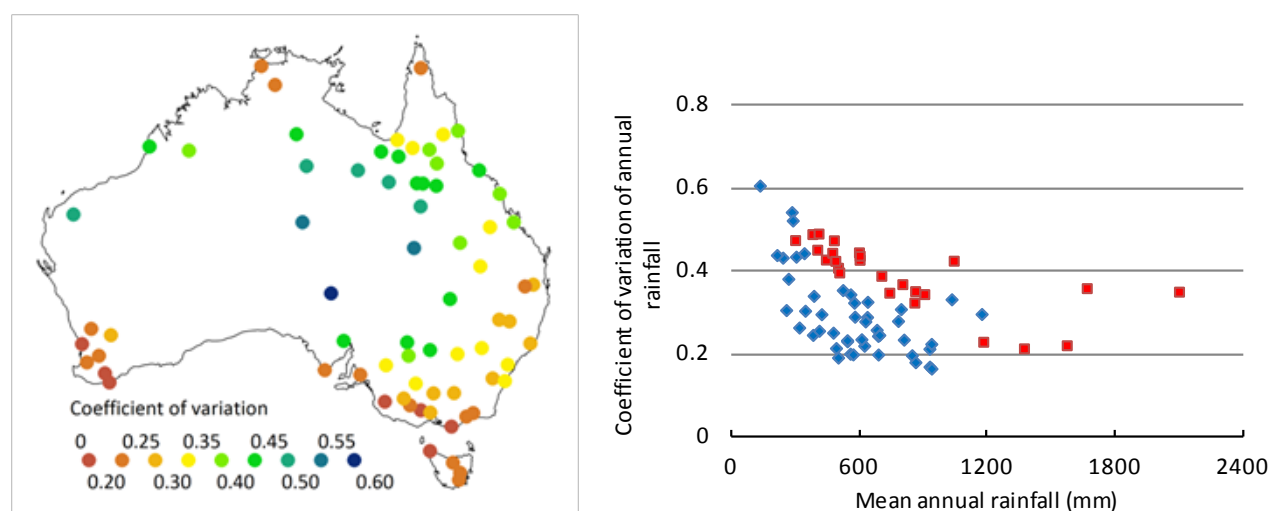 Coefficient of variation
0 0.25 0.35 0.45 0.55
0.20 0.30 0.40 0.50 0.60
Coefficient of variation of annual
rainfall
0.8
0.6
0.4
0.2
0
0 600 1200 1800 2400
Mean annual rainfall (mm)